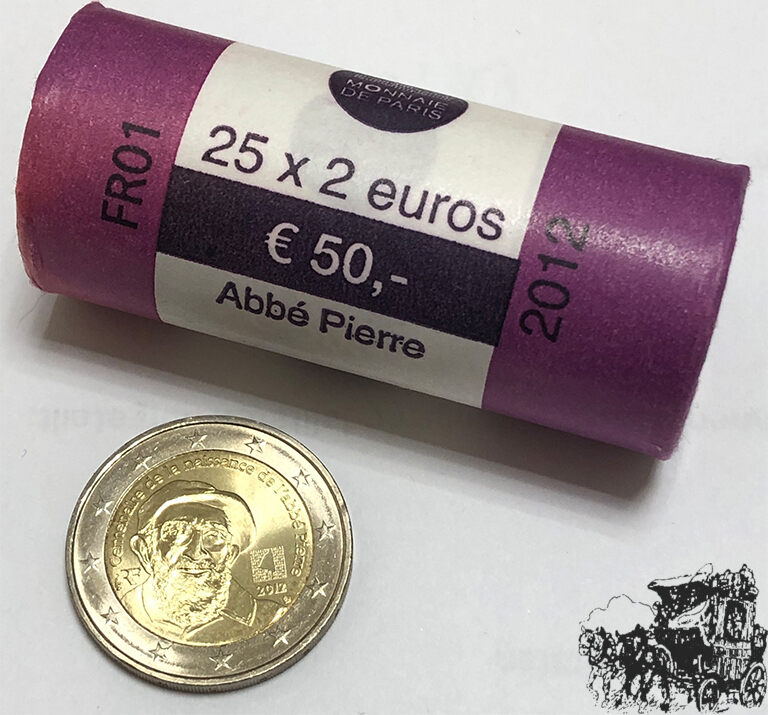 MONNAIE
DE PARIS
25 x 2 euros
€ 50,-
Abbé Pierre
FR01
2012
Centenaire de la naissance de l'abbé Pierre
RF
2012